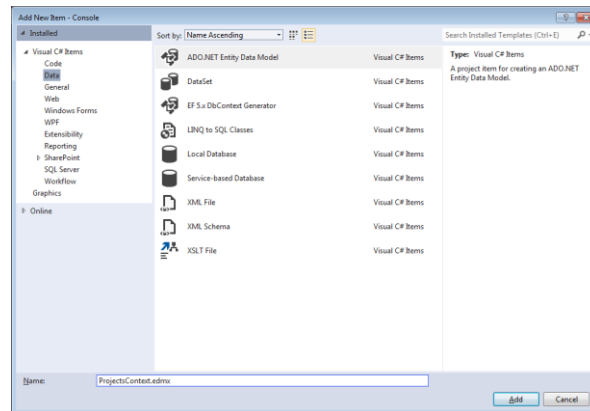 Add New Item - Console
Installed
Sort by: Name Ascending
Search Installed Templates (Ctrl+E)
Visual C# Items
Code
Data
General
Web
Windows Forms
WPF
Extensibility
Reporting
SharePoint
SQL Server
Workflow
Graphics
Online
ADO.NET Entity Data Model Visual C# Items
DataSet Visual C# Items
EF 5.x DbContext Generator Visual C# Items
LINQ to SQL Classes Visual C# Items
Local Database Visual C# Items
Service-based Database Visual C# Items
XML File Visual C# Items
XML Schema Visual C# Items
XSLT File Visual C# Items
Type: Visual C# Items
A project item for creating an ADO.NET
Entity Data Model.
Name: ProjectsContext.edmx
Add Cancel